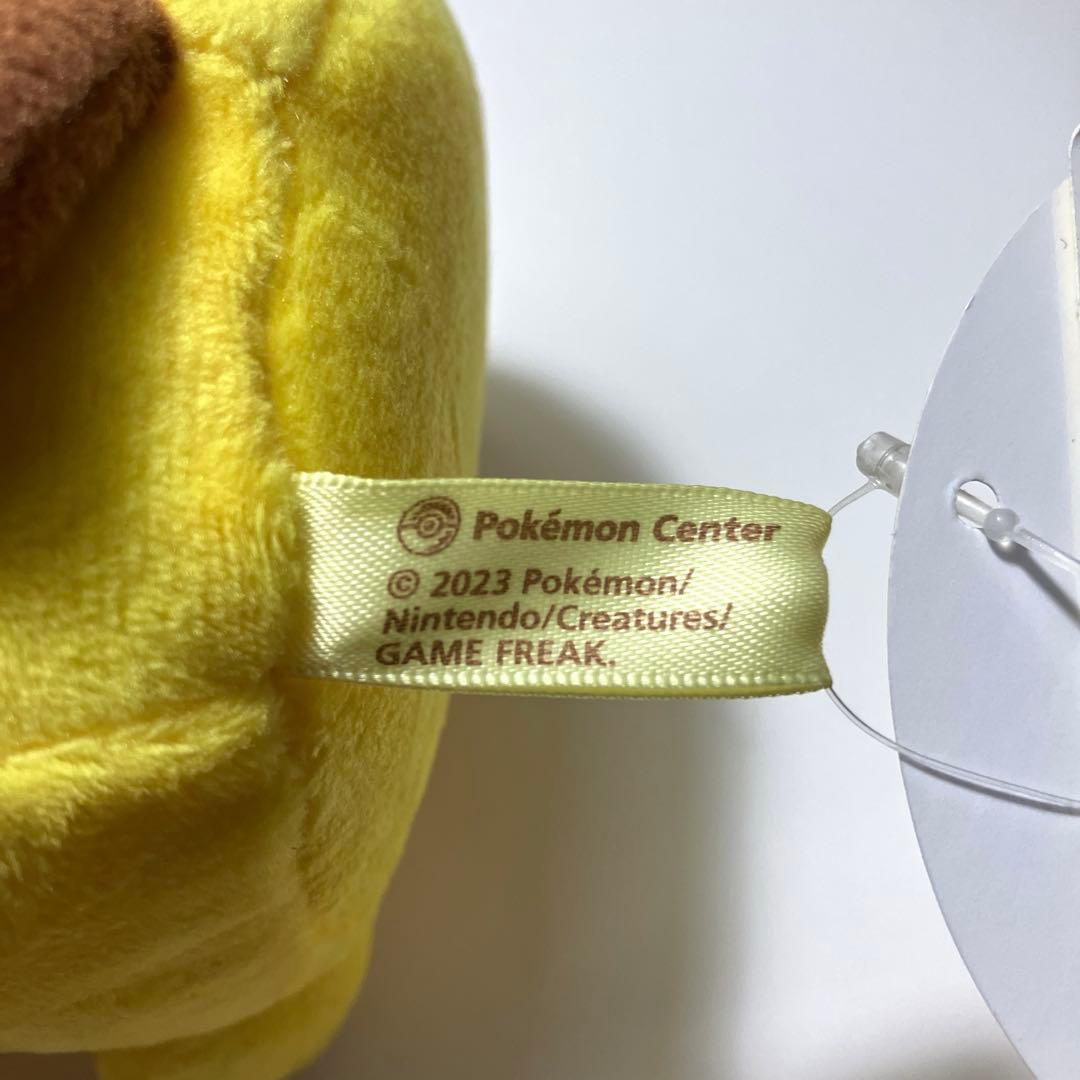 Pokémon Center
© 2023 Pokémon/
Nintendo/Creatures/
GAME FREAK.